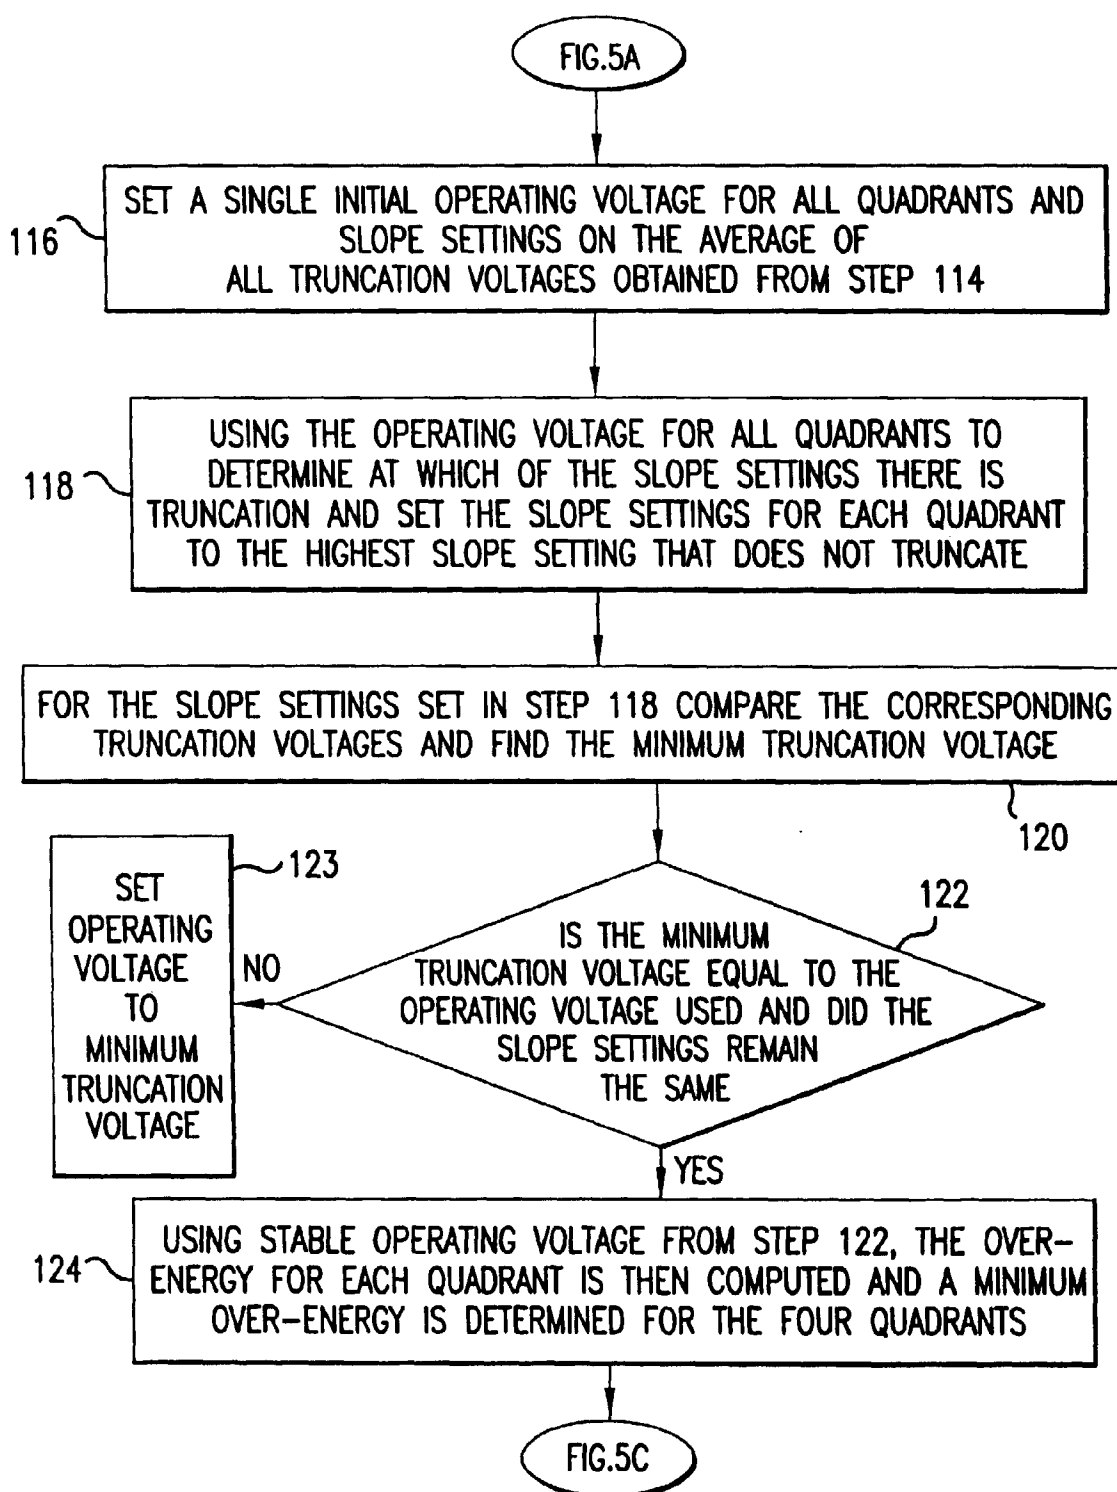 FIG.5A
SET A SINGLE INITIAL OPERATING VOLTAGE FOR ALL QUADRANTS AND
SLOPE SETTINGS ON THE AVERAGE OF
ALL TRUNCATION VOLTAGES OBTAINED FROM STEP 114
116
USING THE OPERATING VOLTAGE FOR ALL QUADRANTS TO
DETERMINE AT WHICH OF THE SLOPE SETTINGS THERE IS
TRUNCATION AND SET THE SLOPE SETTINGS FOR EACH QUADRANT
TO THE HIGHEST SLOPE SETTING THAT DOES NOT TRUNCATE
118
FOR THE SLOPE SETTINGS SET IN STEP 118 COMPARE THE CORRESPONDING
TRUNCATION VOLTAGES AND FIND THE MINIMUM TRUNCATION VOLTAGE
120
SET
OPERATING
VOLTAGE
TO
MINIMUM
TRUNCATION
VOLTAGE
123
NO
IS THE MINIMUM
TRUNCATION VOLTAGE EQUAL TO THE
OPERATING VOLTAGE USED AND DID THE
SLOPE SETTINGS REMAIN
THE SAME
122
YES
USING STABLE OPERATING VOLTAGE FROM STEP 122, THE OVER-
ENERGY FOR EACH QUADRANT IS THEN COMPUTED AND A MINIMUM
OVER-ENERGY IS DETERMINED FOR THE FOUR QUADRANTS
124
FIG.5C